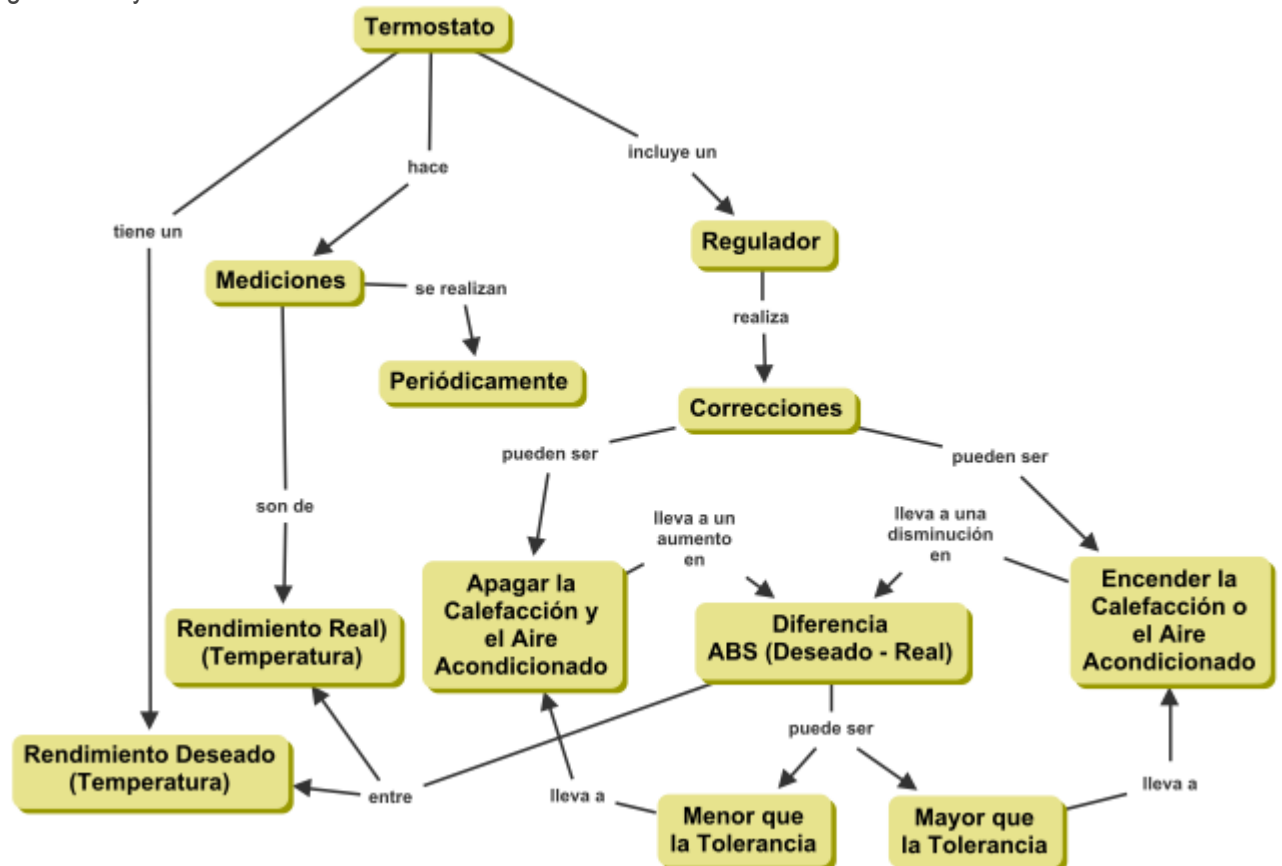 Termostato
hace
incluye un
tiene un
Regulador
Mediciones
se realizan
realiza
Periódicamente
Correcciones
pueden ser
pueden ser
son de
lleva a un
aumento
en
lleva a una
disminución
en
Apagar la
Calefacción y
el Aire
Acondicionado
Encender la
Calefacción o
el Aire
Acondicionado
Rendimiento Real)
(Temperatura)
Diferencia
ABS (Deseado - Real)
puede ser
Rendimiento Deseado
(Temperatura)
entre
lleva a
lleva a
Menor que
la Tolerancia
Mayor que
la Tolerancia